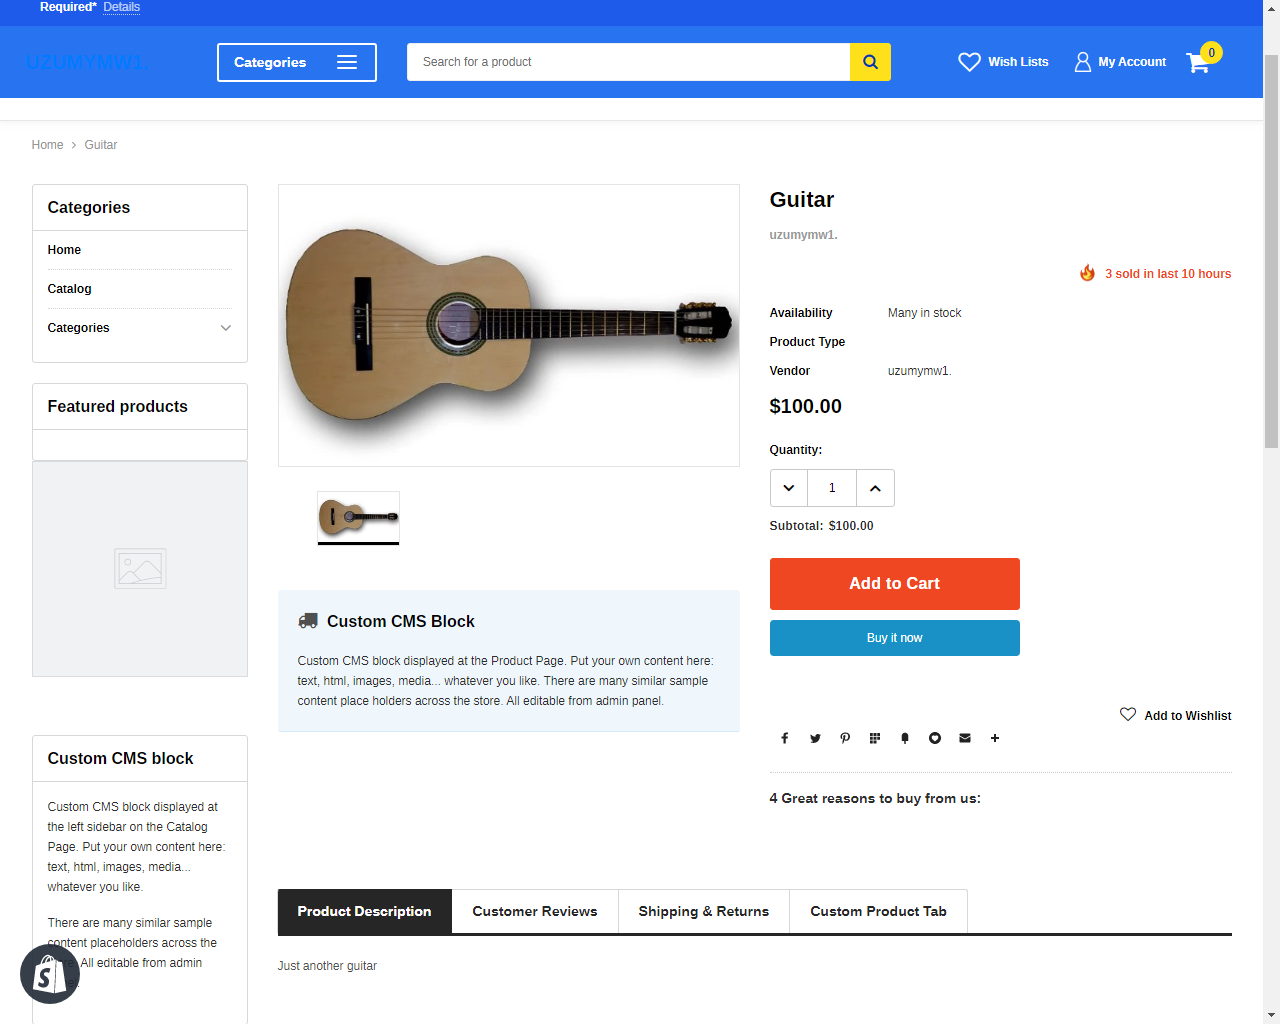 Required* Details
UZUMYMW1.
Categories
Search for a product
Wish Lists
My Account
0
Home > Guitar
Categories
Home
Catalog
Categories
Featured products
Custom CMS block
Custom CMS block displayed at
the left sidebar on the Catalog
Page. Put your own content here:
text, html, images, media...
whatever you like.
There are many similar sample
content placeholders across the
All editable from admin
Custom CMS Block
Custom CMS block displayed at the Product Page. Put your own content here:
text, html, images, media... whatever you like. There are many similar sample
content place holders across the store. All editable from admin panel.
Guitar
uzumymw1.
3 sold in last 10 hours
Availability Many in stock
Product Type
Vendor uzumymw1.
$100.00
Quantity:
1
Subtotal: $100.00
Add to Cart
Buy it now
Add to Wishlist
4 Great reasons to buy from us:
Product Description
Customer Reviews
Shipping & Returns
Custom Product Tab
Just another guitar